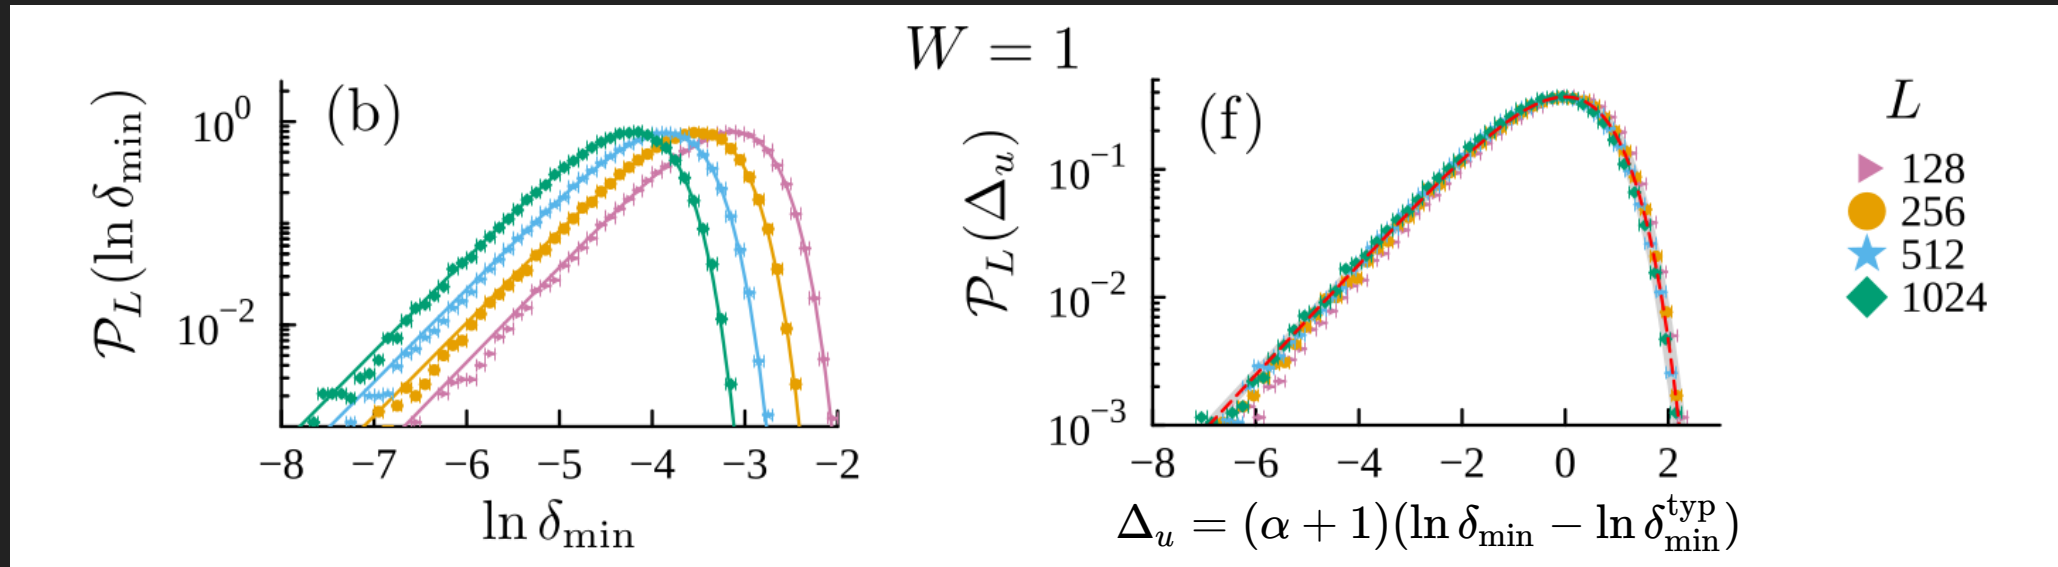 W = 1
(b)
𝒫_L(ln δ_min)
10^0
10^−2
−8 −7 −6 −5 −4 −3 −2
ln δ_min
(f)
𝒫_L(Δ_u)
10^−1
10^−2
10^−3
−8 −6 −4 −2 0 2
Δ_u = (α + 1)(ln δ_min − ln δ_min^typ)
L
128
256
512
1024